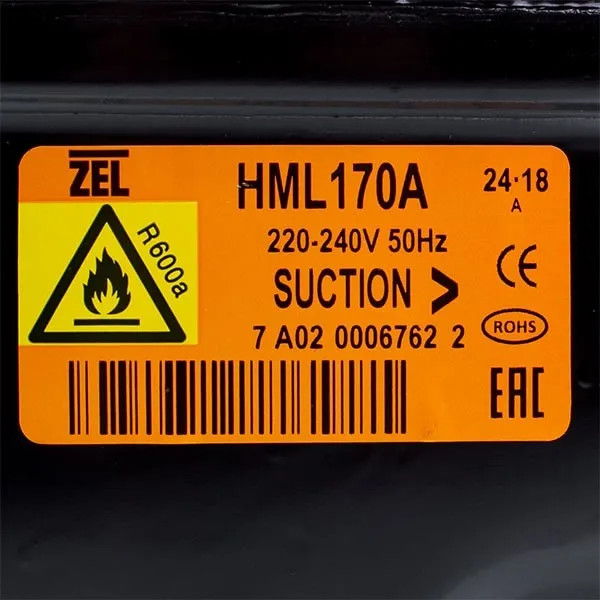 ZEL
HML170A
24·18
A
220-240V 50Hz
R600a
SUCTION >
CE
7 A02 0006762 2
ROHS
EAC